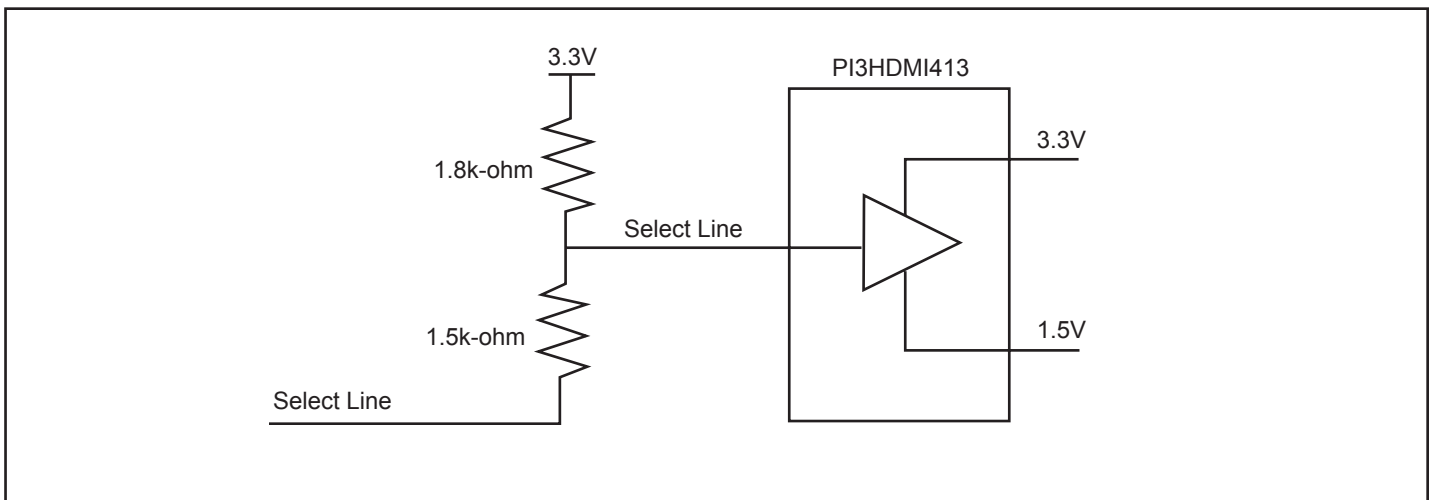 3.3V
PI3HDMI413
3.3V
1.8k-ohm
Select Line
1.5V
1.5k-ohm
Select Line